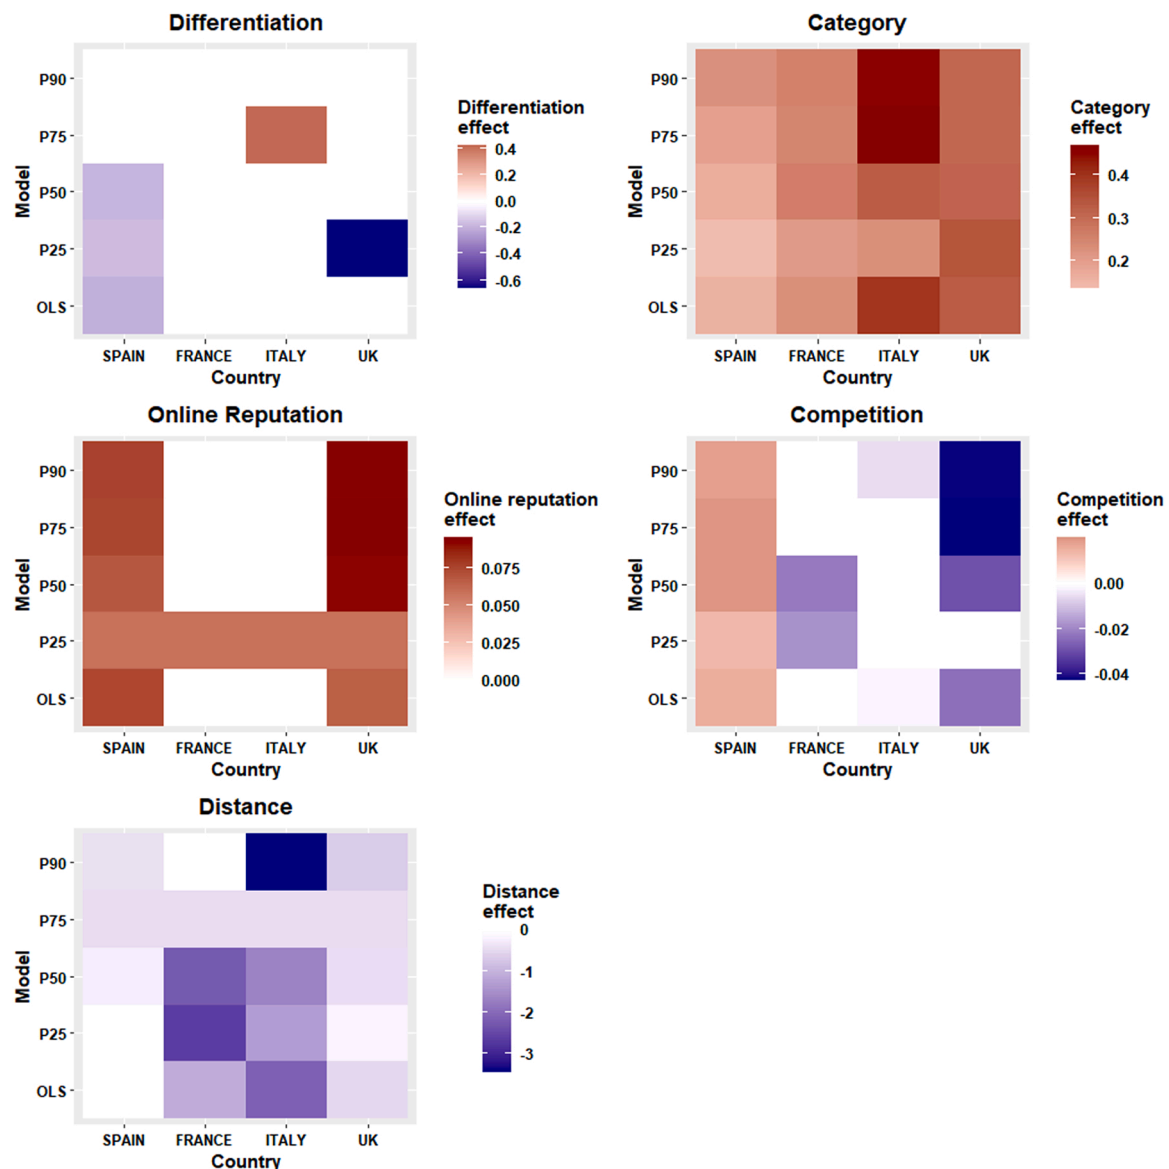 Differentiation
Model
P90
P75
P50
P25
OLS
SPAIN FRANCE ITALY UK
Country
Differentiation
effect
0.4
0.2
0.0
-0.2
-0.4
-0.6
Category
Model
P90
P75
P50
P25
OLS
SPAIN FRANCE ITALY UK
Country
Category
effect
0.4
0.3
0.2
Online Reputation
Model
P90
P75
P50
P25
OLS
SPAIN FRANCE ITALY UK
Country
Online reputation
effect
0.075
0.050
0.025
0.000
Competition
Model
P90
P75
P50
P25
OLS
SPAIN FRANCE ITALY UK
Country
Competition
effect
0.00
-0.02
-0.04
Distance
Model
P90
P75
P50
P25
OLS
SPAIN FRANCE ITALY UK
Country
Distance
effect
0
-1
-2
-3